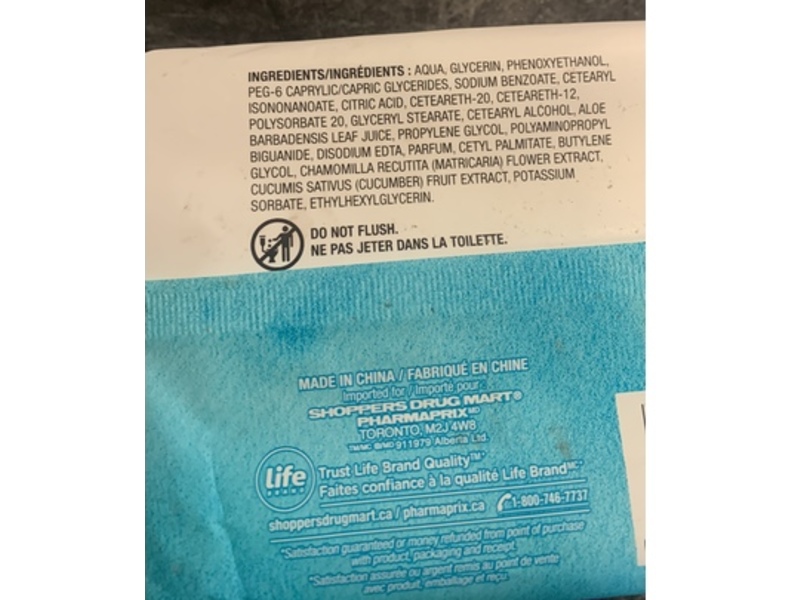 INGREDIENTS/INGRÉDIENTS : AQUA, GLYCERIN, PHENOXYETHANOL,
PEG-6 CAPRYLIC/CAPRIC GLYCERIDES, SODIUM BENZOATE, CETEARYL
ISONONANOATE, CITRIC ACID, CETEARETH-20, CETEARETH-12,
POLYSORBATE 20, GLYCERYL STEARATE, CETEARYL ALCOHOL, ALOE
BARBADENSIS LEAF JUICE, PROPYLENE GLYCOL, POLYAMINOPROPYL
BIGUANIDE, DISODIUM EDTA, PARFUM, CETYL PALMITATE, BUTYLENE
GLYCOL, CHAMOMILLA RECUTITA (MATRICARIA) FLOWER EXTRACT,
CUCUMIS SATIVUS (CUCUMBER) FRUIT EXTRACT, POTASSIUM
SORBATE, ETHYLHEXYLGLYCERIN.
DO NOT FLUSH.
NE PAS JETER DANS LA TOILETTE.
MADE IN CHINA / FABRIQUÉ EN CHINE
Imported for / Importé pour
SHOPPERS DRUG MART®
PHARMAPRIX MD
TORONTO, M2J 4W8
TM/MC ®/MD 911979 Alberta Ltd.
life
BRAND
Trust Life Brand Quality™*
Faites confiance à la qualité Life Brand MC*
shoppersdrugmart.ca / pharmaprix.ca 1-800-746-7737
*Satisfaction guaranteed or money refunded from point of purchase
with product, packaging and receipt.
*Satisfaction assurée ou argent remis au point de vente
avec produit, emballage et reçu.